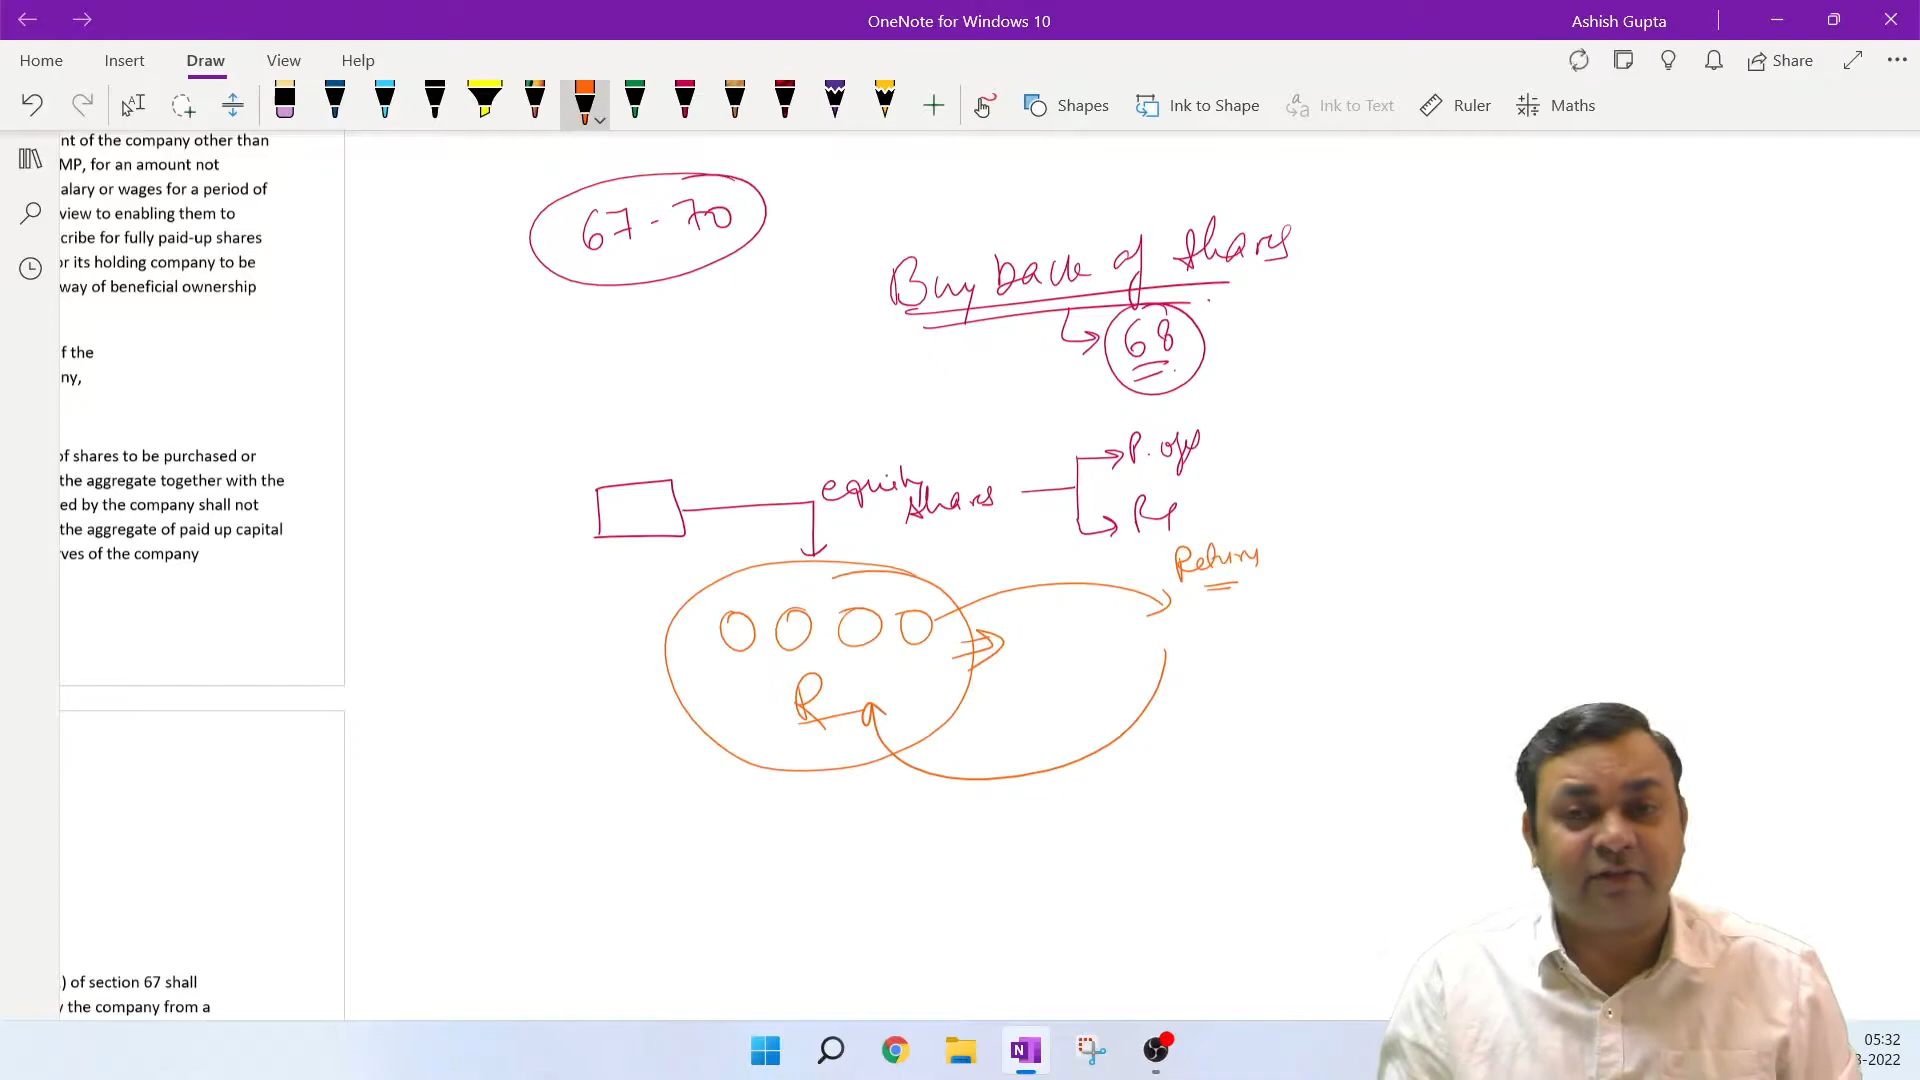 OneNote for Windows 10
Ashish Gupta
Home Insert Draw View Help
Share
Shapes
Ink to Shape
Ink to Text
Ruler
Maths
nt of the company other than
MP, for an amount not
alary or wages for a period of
view to enabling them to
cribe for fully paid-up shares
or its holding company to be
way of beneficial ownership
f the
ny,
of shares to be purchased or
the aggregate together with the
ed by the company shall not
the aggregate of paid up capital
ves of the company
) of section 67 shall
y the company from a
67-70
Buy back of shares
68
equity shares
P. off
RI
Return
R
05:32
-2022